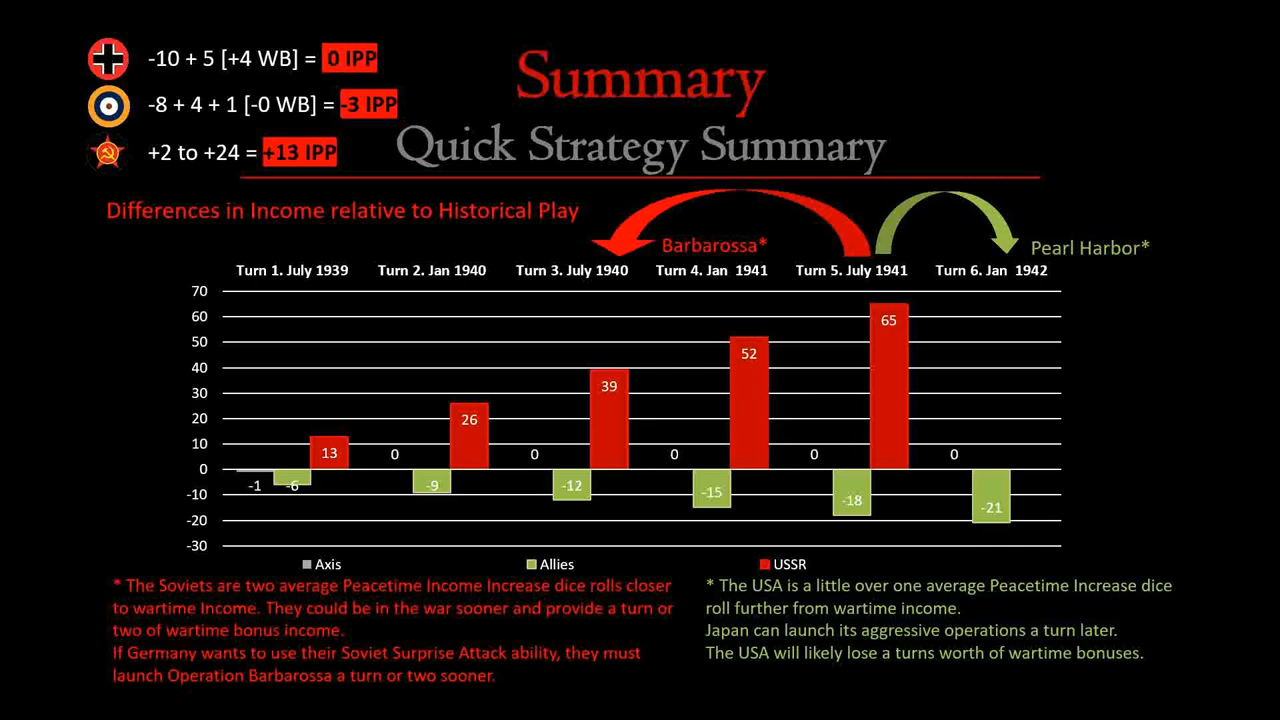 -10 + 5 [+4 WB] = 0 IPP
-8 + 4 + 1 [-0 WB] = -3 IPP
+2 to +24 = +13 IPP
Summary
Quick Strategy Summary
Differences in Income relative to Historical Play
Barbarossa*
Pearl Harbor*
Turn 1. July 1939 Turn 2. Jan 1940 Turn 3. July 1940 Turn 4. Jan 1941 Turn 5. July 1941 Turn 6. Jan 1942
70
60
50
40
30
20
10
0
-10
-20
-30
-1 -6 13
0 -9 26
0 -12 39
0 -15 52
0 -18 65
0 -21
Axis Allies USSR
* The Soviets are two average Peacetime Income Increase dice rolls closer
to wartime Income. They could be in the war sooner and provide a turn or
two of wartime bonus income.
If Germany wants to use their Soviet Surprise Attack ability, they must
launch Operation Barbarossa a turn or two sooner.
* The USA is a little over one average Peacetime Increase dice
roll further from wartime income.
Japan can launch its aggressive operations a turn later.
The USA will likely lose a turns worth of wartime bonuses.